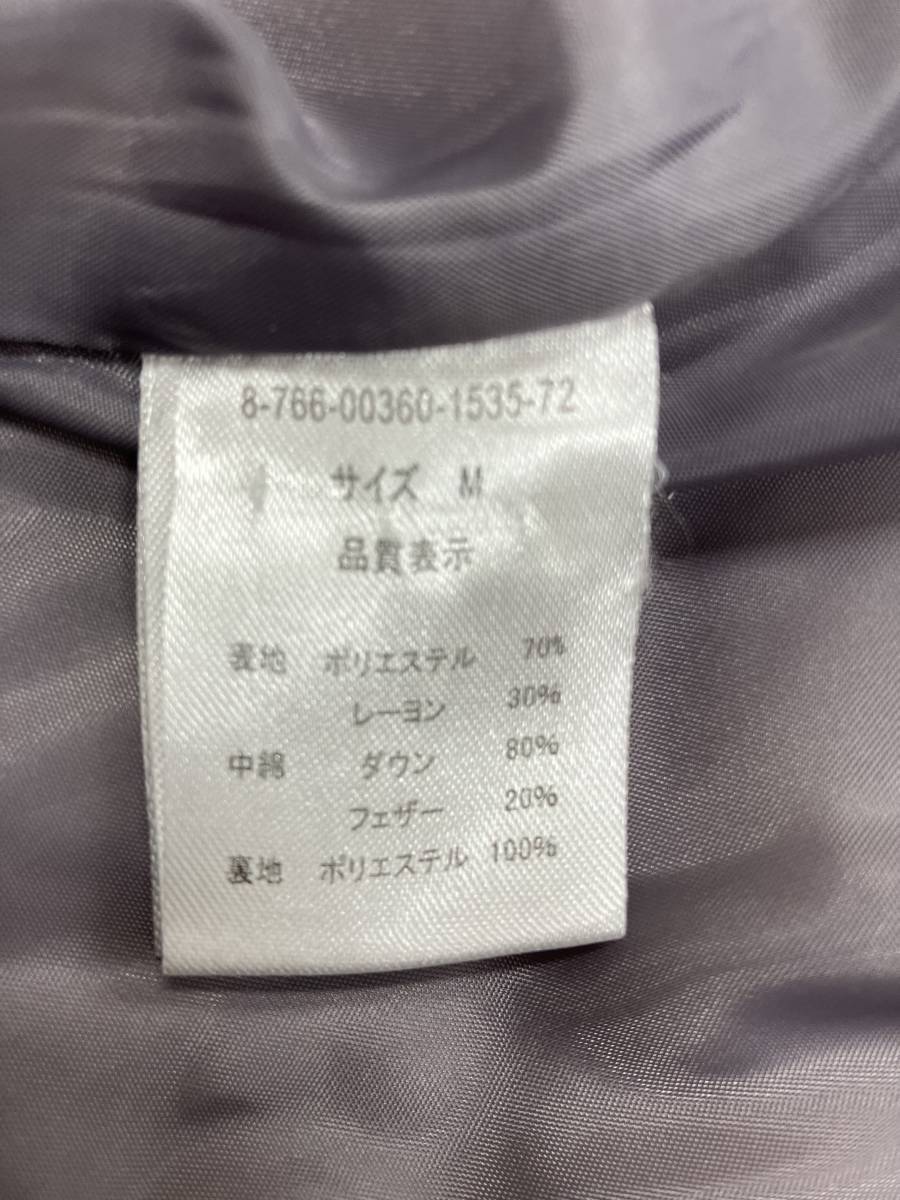 8-766-00360-1535-72
サイズ M
品質表示
表地 ポリエステル 70%
レーヨン 30%
中綿 ダウン 80%
フェザー 20%
裏地 ポリエステル 100%